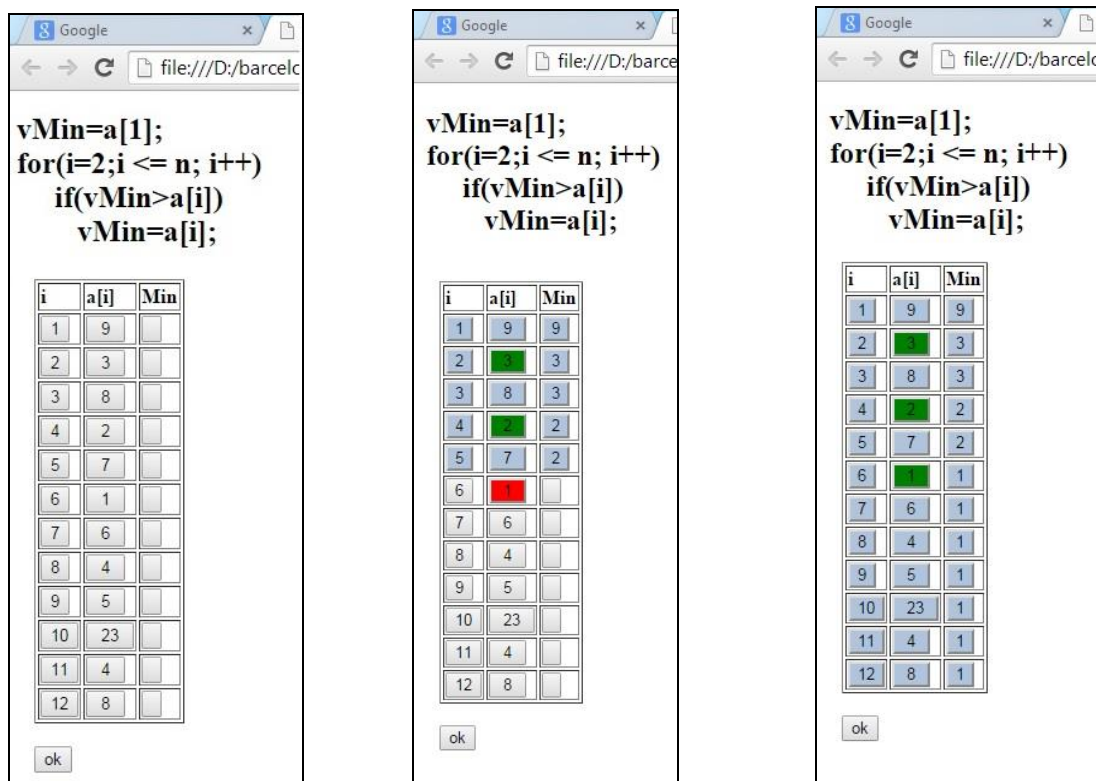 Google ×
file:///D:/barcelc
vMin=a[1];
for(i=2;i <= n; i++)
if(vMin>a[i])
vMin=a[i];
i a[i] Min
1 9
2 3
3 8
4 2
5 7
6 1
7 6
8 4
9 5
10 23
11 4
12 8
ok
Google ×
file:///D:/barce
vMin=a[1];
for(i=2;i <= n; i++)
if(vMin>a[i])
vMin=a[i];
i a[i] Min
1 9 9
2 3 3
3 8 3
4 2 2
5 7 2
6 1
7 6
8 4
9 5
10 23
11 4
12 8
ok
Google ×
file:///D:/barcelc
vMin=a[1];
for(i=2;i <= n; i++)
if(vMin>a[i])
vMin=a[i];
i a[i] Min
1 9 9
2 3 3
3 8 3
4 2 2
5 7 2
6 1 1
7 6 1
8 4 1
9 5 1
10 23 1
11 4 1
12 8 1
ok